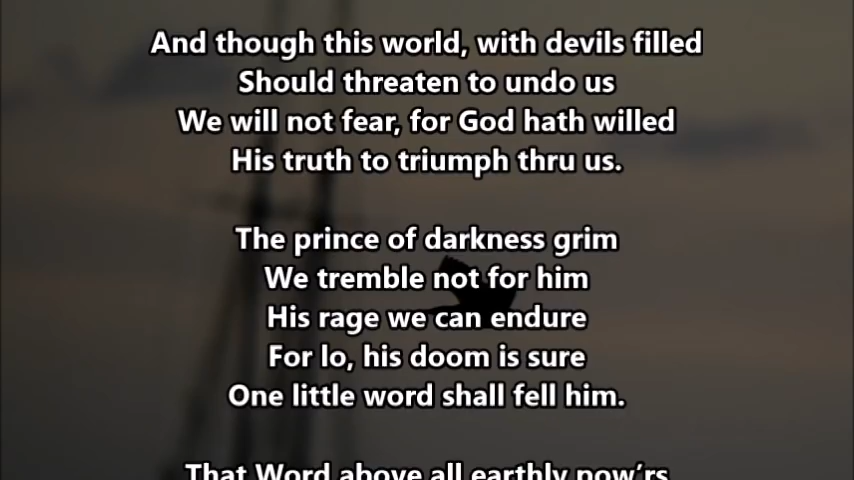 And though this world, with devils filled
Should threaten to undo us
We will not fear, for God hath willed
His truth to triumph thru us.
The prince of darkness grim
We tremble not for him
His rage we can endure
For lo, his doom is sure
One little word shall fell him.
That Word above all earthly pow'rs